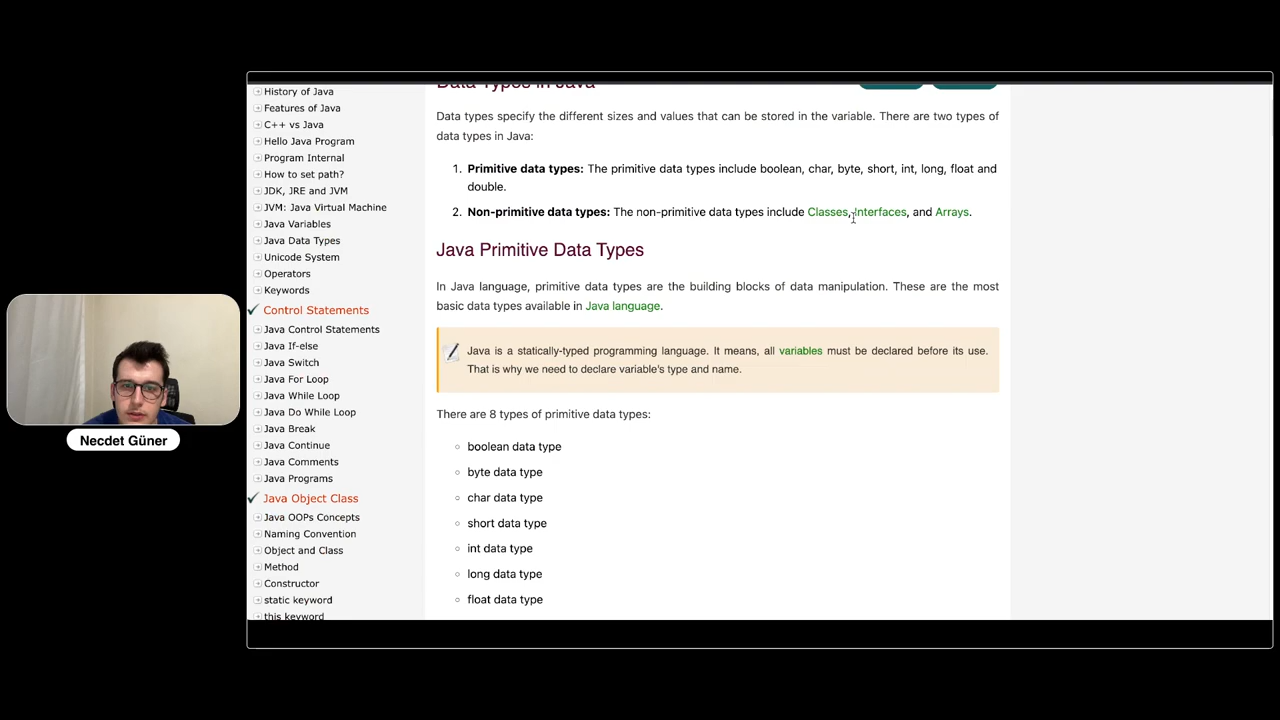 Data Types in Java
History of Java
Features of Java
C++ vs Java
Hello Java Program
Program Internal
How to set path?
JDK, JRE and JVM
JVM: Java Virtual Machine
Java Variables
Java Data Types
Unicode System
Operators
Keywords
Control Statements
Java Control Statements
Java If-else
Java Switch
Java For Loop
Java While Loop
Java Do While Loop
Java Break
Java Continue
Java Comments
Java Programs
Java Object Class
Java OOPs Concepts
Naming Convention
Object and Class
Method
Constructor
static keyword
this keyword
Data types specify the different sizes and values that can be stored in the variable. There are two types of
data types in Java:
1. Primitive data types: The primitive data types include boolean, char, byte, short, int, long, float and
double.
2. Non-primitive data types: The non-primitive data types include Classes, Interfaces, and Arrays.
Java Primitive Data Types
In Java language, primitive data types are the building blocks of data manipulation. These are the most
basic data types available in Java language.
Java is a statically-typed programming language. It means, all variables must be declared before its use.
That is why we need to declare variable's type and name.
There are 8 types of primitive data types:
boolean data type
byte data type
char data type
short data type
int data type
long data type
float data type
Necdet Güner